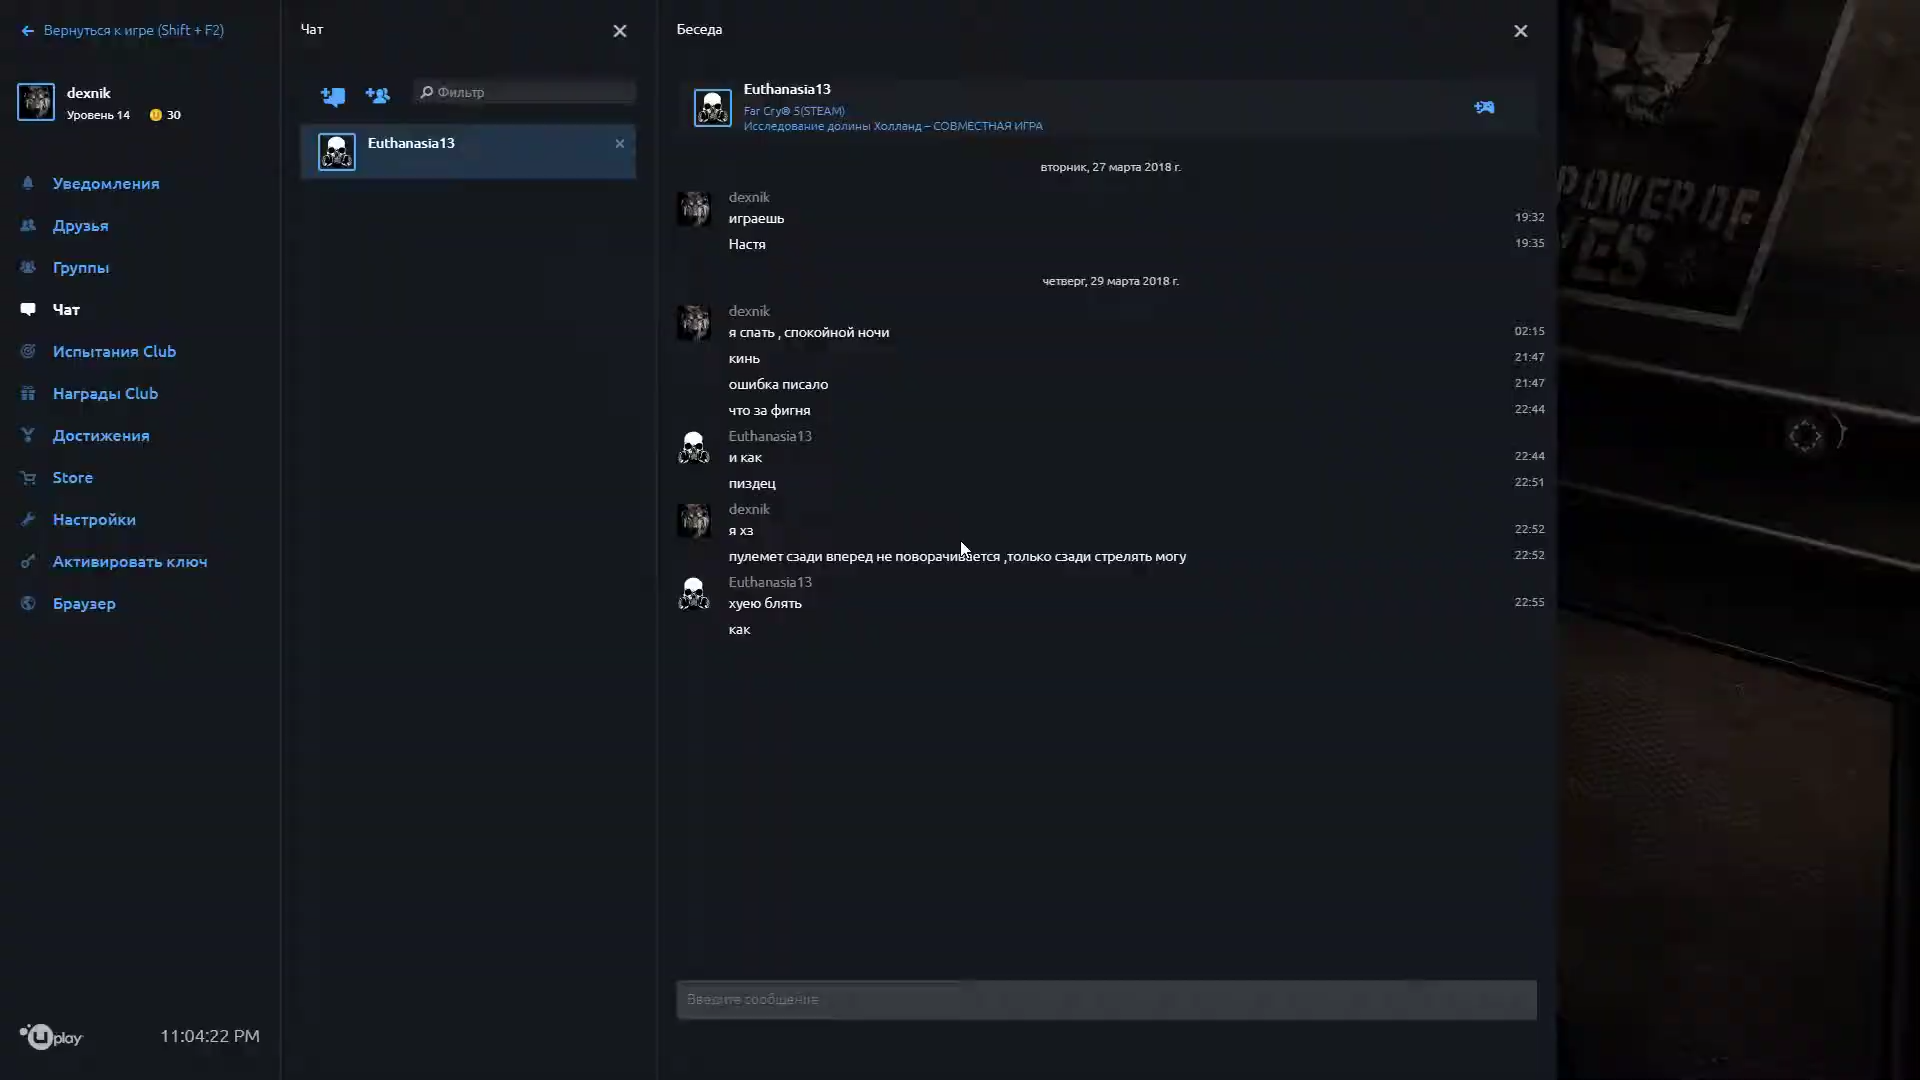 Вернуться к игре (Shift + F2)
dexnik
Уровень 14 30
Уведомления
Друзья
Группы
Чат
Испытания Club
Награды Club
Достижения
Store
Настройки
Активировать ключ
Браузер
uplay
11:04:22 PM
Чат
Фильтр
Euthanasia13
Беседа
Euthanasia13
Far Cry® 5(STEAM)
Исследование долины Холланд – СОВМЕСТНАЯ ИГРА
вторник, 27 марта 2018 г.
dexnik
играешь 19:32
Настя 19:35
четверг, 29 марта 2018 г.
dexnik
я спать , спокойной ночи 02:15
кинь 21:47
ошибка писало 21:47
что за фигня 22:44
Euthanasia13
и как 22:44
пиздец 22:51
dexnik
я хз 22:52
пулемет сзади вперед не поворачивается ,только сзади стрелять могу 22:52
Euthanasia13
хуею блять 22:55
как
Введите сообщение
POWER OF
YES